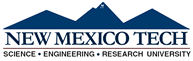 NEW MEXICO TECH
SCIENCE • ENGINEERING • RESEARCH UNIVERSITY